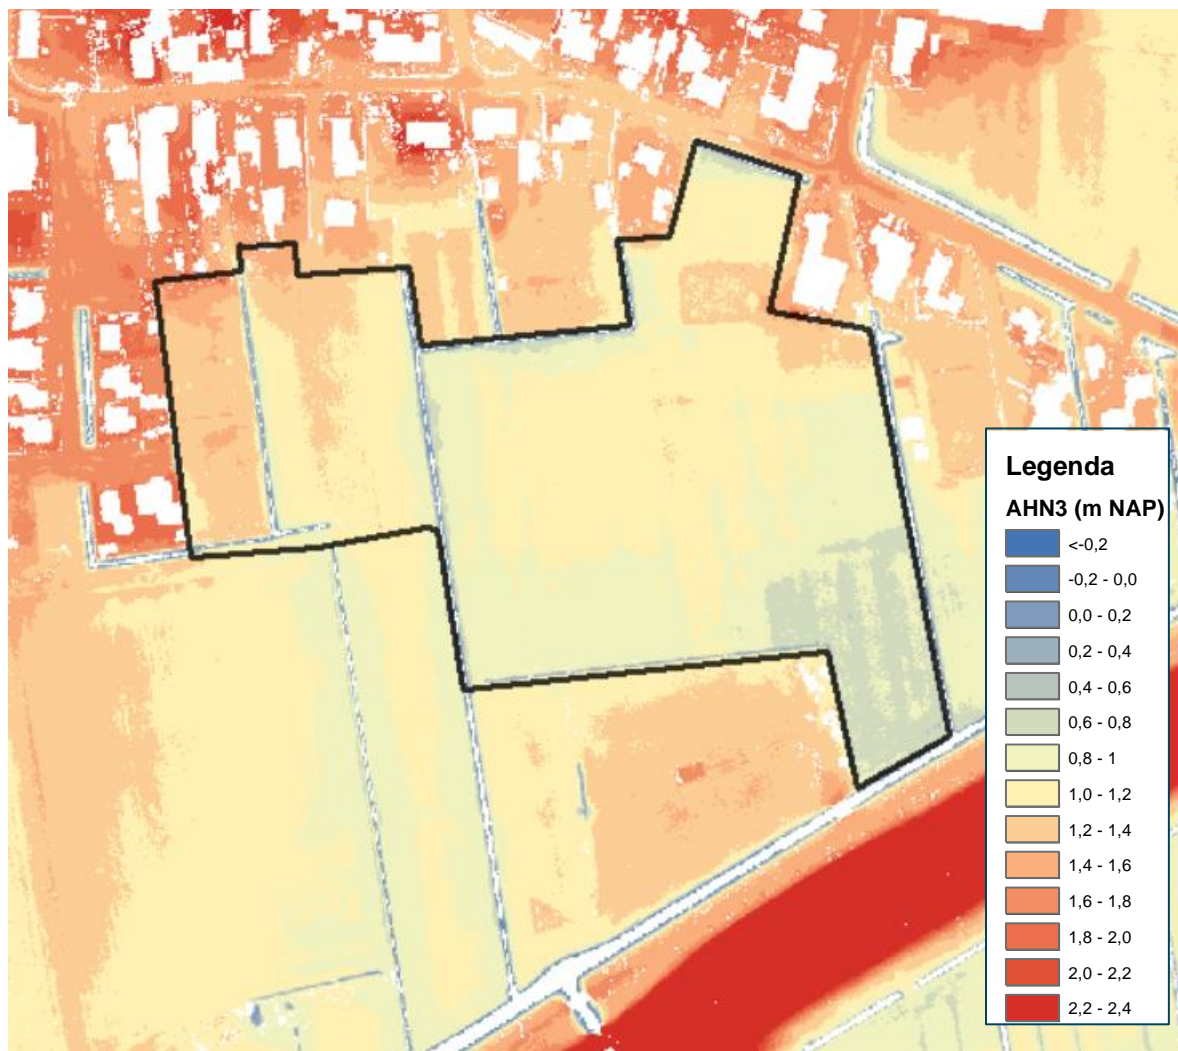 Legenda
AHN3 (m NAP)
<-0,2
-0,2 - 0,0
0,0 - 0,2
0,2 - 0,4
0,4 - 0,6
0,6 - 0,8
0,8 - 1
1,0 - 1,2
1,2 - 1,4
1,4 - 1,6
1,6 - 1,8
1,8 - 2,0
2,0 - 2,2
2,2 - 2,4